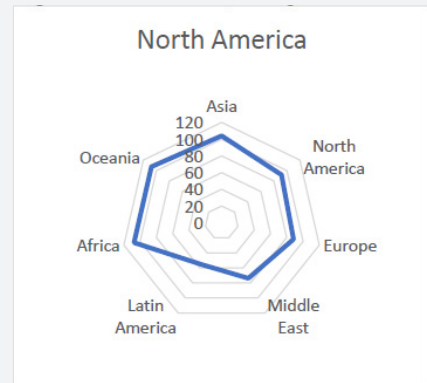 North America
Asia
120
100
80
60
40
20
0
North
America
Europe
Middle
East
Latin
America
Africa
Oceania